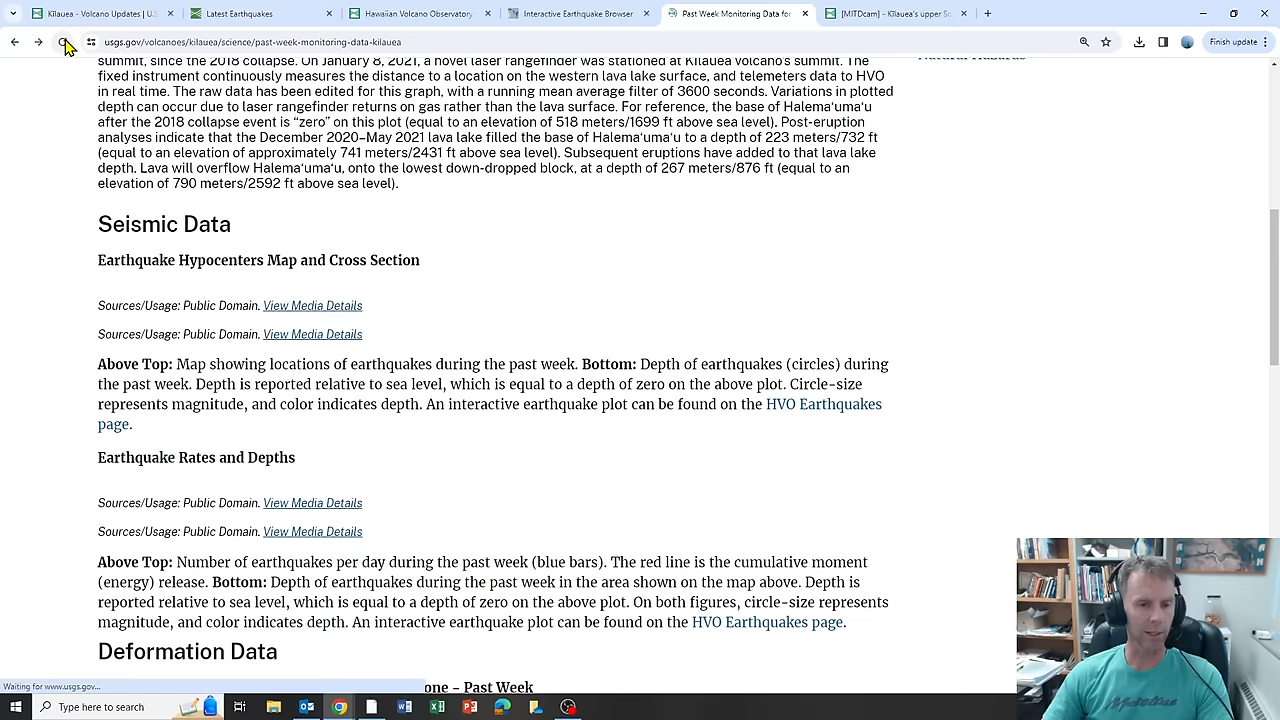 Kilauea - Volcano Updates | U.S
Latest Earthquakes
Hawaiian Volcano Observatory
Interactive Earthquake Browser
Past Week Monitoring Data for
[MITDcam] - Kīlauea's upper So
usgs.gov/volcanoes/kilauea/science/past-week-monitoring-data-kilauea
Finish update
summit, since the 2018 collapse. On January 8, 2021, a novel laser rangefinder was stationed at Kīlauea volcano's summit. The
fixed instrument continuously measures the distance to a location on the western lava lake surface, and telemeters data to HVO
in real time. The raw data has been edited for this graph, with a running mean average filter of 3600 seconds. Variations in plotted
depth can occur due to laser rangefinder returns on gas rather than the lava surface. For reference, the base of Halemaʻumaʻu
after the 2018 collapse event is “zero” on this plot (equal to an elevation of 518 meters/1699 ft above sea level). Post-eruption
analyses indicate that the December 2020–May 2021 lava lake filled the base of Halemaʻumaʻu to a depth of 223 meters/732 ft
(equal to an elevation of approximately 741 meters/2431 ft above sea level). Subsequent eruptions have added to that lava lake
depth. Lava will overflow Halemaʻumaʻu, onto the lowest down-dropped block, at a depth of 267 meters/876 ft (equal to an
elevation of 790 meters/2592 ft above sea level).
Natural Hazards
Seismic Data
Earthquake Hypocenters Map and Cross Section
Sources/Usage: Public Domain. View Media Details
Sources/Usage: Public Domain. View Media Details
Above Top: Map showing locations of earthquakes during the past week. Bottom: Depth of earthquakes (circles) during
the past week. Depth is reported relative to sea level, which is equal to a depth of zero on the above plot. Circle-size
represents magnitude, and color indicates depth. An interactive earthquake plot can be found on the HVO Earthquakes
page.
Earthquake Rates and Depths
Sources/Usage: Public Domain. View Media Details
Sources/Usage: Public Domain. View Media Details
Above Top: Number of earthquakes per day during the past week (blue bars). The red line is the cumulative moment
(energy) release. Bottom: Depth of earthquakes during the past week in the area shown on the map above. Depth is
reported relative to sea level, which is equal to a depth of zero on the above plot. On both figures, circle-size represents
magnitude, and color indicates depth. An interactive earthquake plot can be found on the HVO Earthquakes page.
Deformation Data
one – Past Week
Waiting for www.usgs.gov...
Type here to search